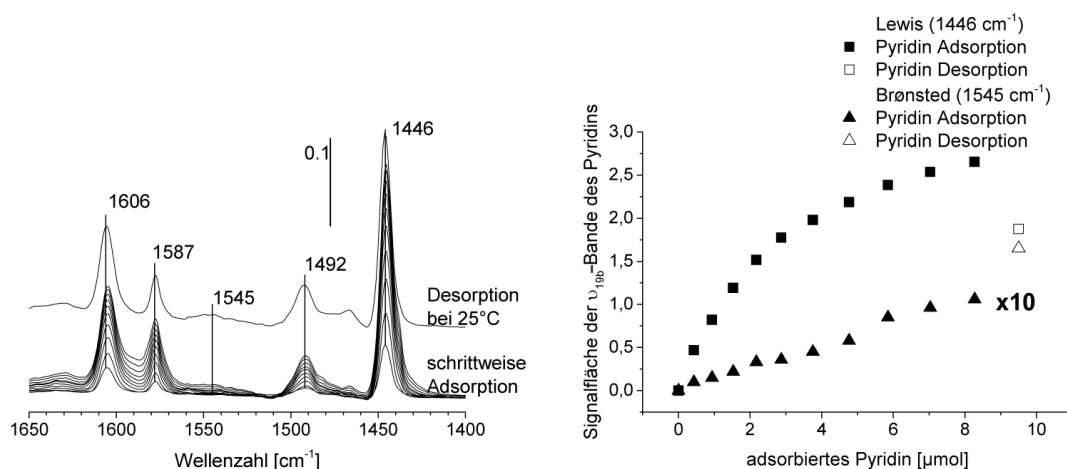 1606
1587
1545
1492
0.1
1446
Desorption
bei 25°C
schrittweise
Adsorption
1650 1600 1550 1500 1450 1400
Wellenzahl [cm-1]
Lewis (1446 cm-1)
Pyridin Adsorption
Pyridin Desorption
Brønsted (1545 cm-1)
Pyridin Adsorption
Pyridin Desorption
Signalfläche der υ19b–Bande des Pyridins
3,0
2,5
2,0
1,5
1,0
0,5
0,0
x10
0 2 4 6 8 10
adsorbiertes Pyridin [µmol]